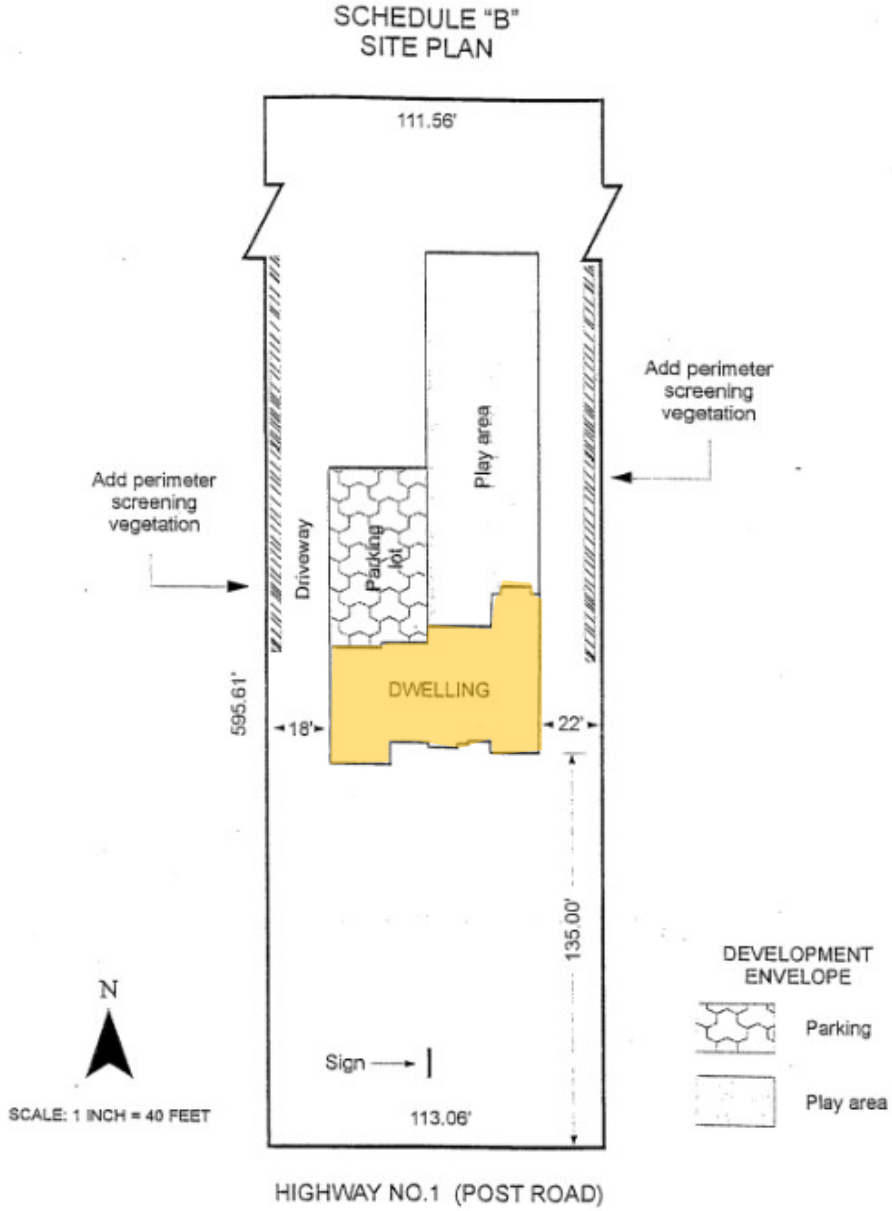 SCHEDULE "B"
SITE PLAN
111.56'
Add perimeter
screening
vegetation
Add perimeter
screening
vegetation
Play area
Driveway
Parking
lot
595.61'
DWELLING
18'
22'
135.00'
N
SCALE: 1 INCH = 40 FEET
Sign
113.06'
DEVELOPMENT
ENVELOPE
Parking
Play area
HIGHWAY NO.1 (POST ROAD)